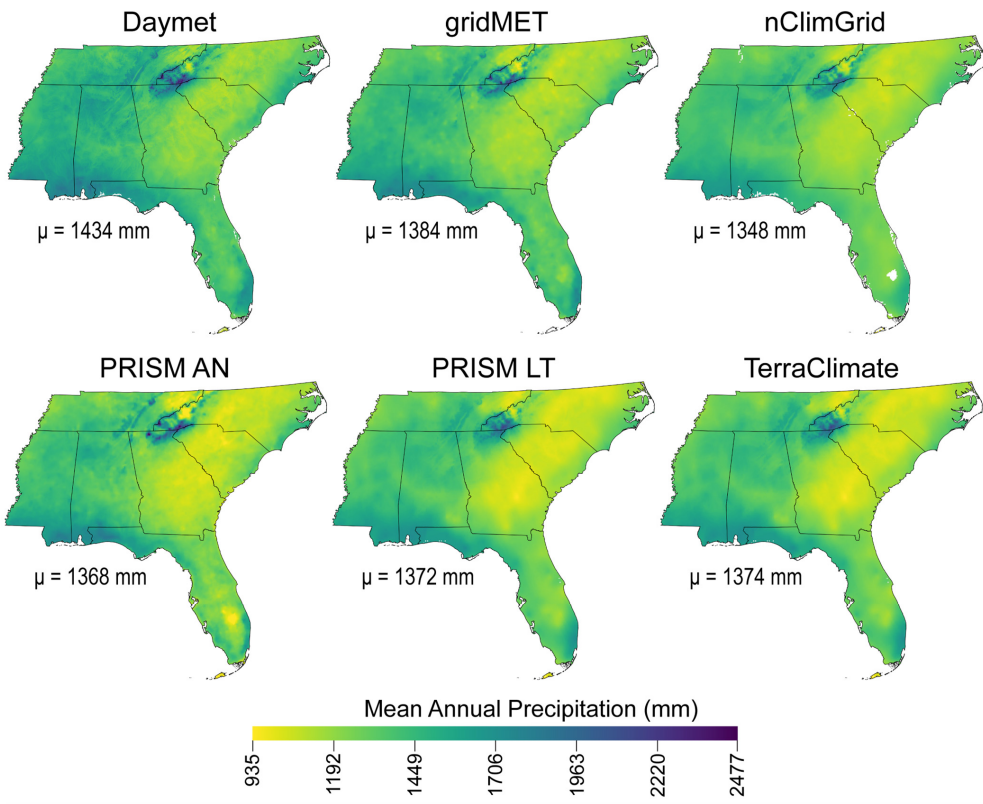 Daymet
gridMET
nClimGrid
μ = 1434 mm
μ = 1384 mm
μ = 1348 mm
PRISM AN
PRISM LT
TerraClimate
μ = 1368 mm
μ = 1372 mm
μ = 1374 mm
Mean Annual Precipitation (mm)
935
1192
1449
1706
1963
2220
2477